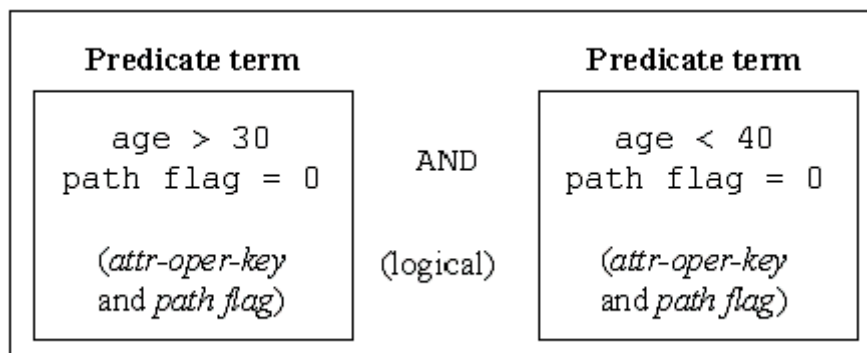 Predicate term
age > 30
path flag = 0
(attr-oper-key
and path flag)
AND
(logical)
Predicate term
age < 40
path flag = 0
(attr-oper-key
and path flag)